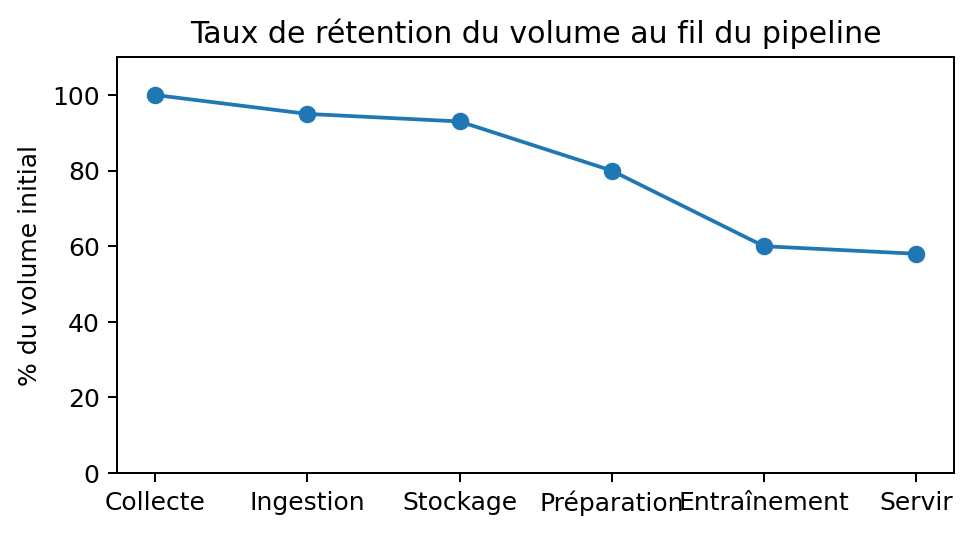 Taux de rétention du volume au fil du pipeline
% du volume initial
100
80
60
40
20
0
Collecte Ingestion Stockage Préparation Entraînement Servir